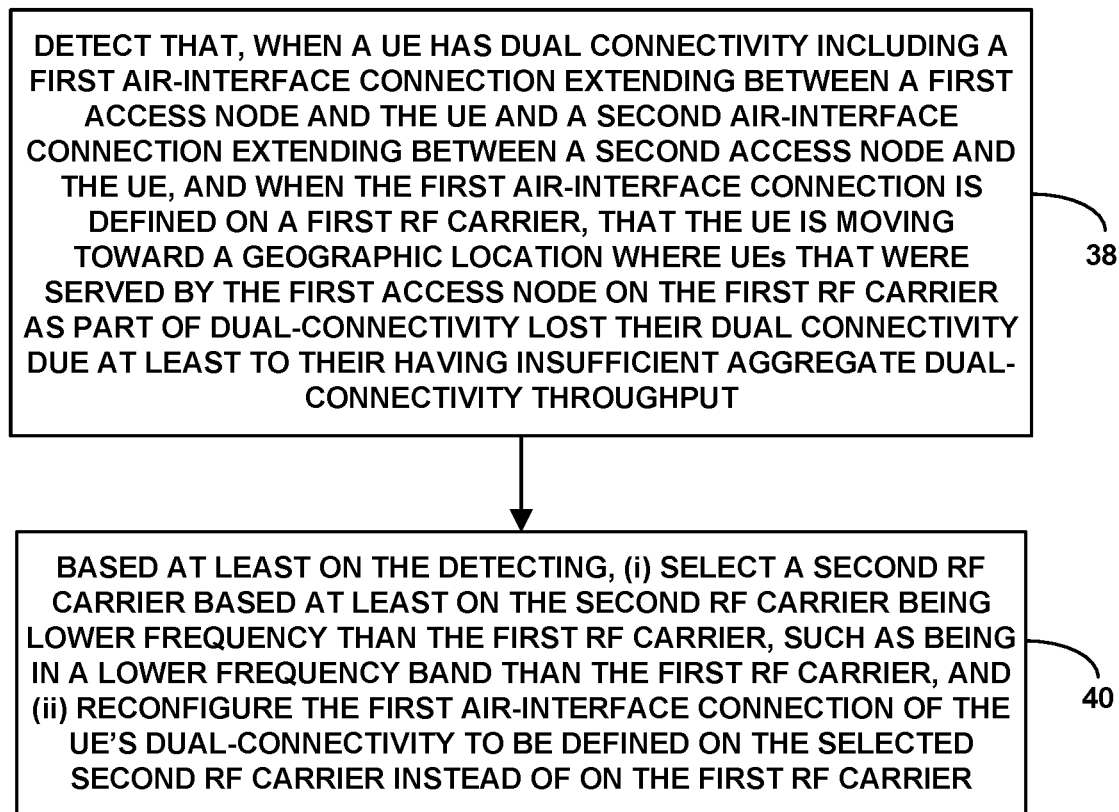 DETECT THAT, WHEN A UE HAS DUAL CONNECTIVITY INCLUDING A
FIRST AIR-INTERFACE CONNECTION EXTENDING BETWEEN A FIRST
ACCESS NODE AND THE UE AND A SECOND AIR-INTERFACE
CONNECTION EXTENDING BETWEEN A SECOND ACCESS NODE AND
THE UE, AND WHEN THE FIRST AIR-INTERFACE CONNECTION IS
DEFINED ON A FIRST RF CARRIER, THAT THE UE IS MOVING
TOWARD A GEOGRAPHIC LOCATION WHERE UEs THAT WERE
SERVED BY THE FIRST ACCESS NODE ON THE FIRST RF CARRIER
AS PART OF DUAL-CONNECTIVITY LOST THEIR DUAL CONNECTIVITY
DUE AT LEAST TO THEIR HAVING INSUFFICIENT AGGREGATE DUAL-
CONNECTIVITY THROUGHPUT
38
BASED AT LEAST ON THE DETECTING, (i) SELECT A SECOND RF
CARRIER BASED AT LEAST ON THE SECOND RF CARRIER BEING
LOWER FREQUENCY THAN THE FIRST RF CARRIER, SUCH AS BEING
IN A LOWER FREQUENCY BAND THAN THE FIRST RF CARRIER, AND
(ii) RECONFIGURE THE FIRST AIR-INTERFACE CONNECTION OF THE
UE'S DUAL-CONNECTIVITY TO BE DEFINED ON THE SELECTED
SECOND RF CARRIER INSTEAD OF ON THE FIRST RF CARRIER
40